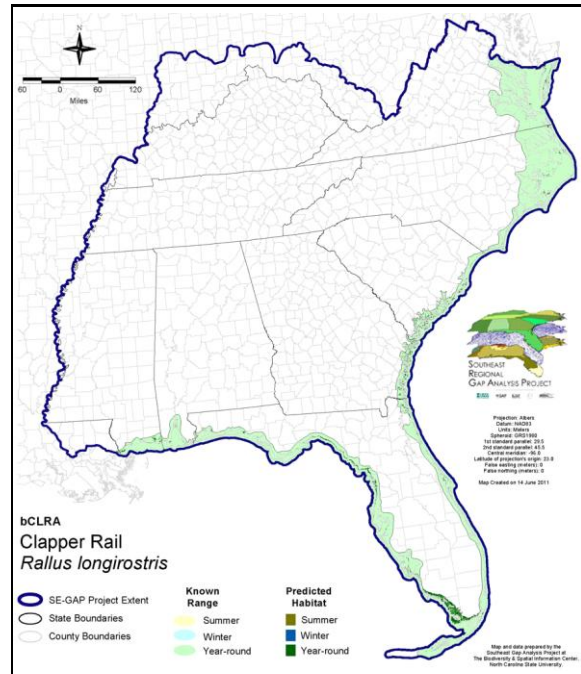 N
60 0 60 120
Miles
SOUTHEAST
REGIONAL
GAP ANALYSIS PROJECT
Projection: Albers
Datum: NAD83
Units: Meters
Spheroid: GRS1980
1st standard parallel: 29.5
2nd standard parallel: 45.5
Central meridian: -96.0
Latitude of projection's origin: 23.0
False easting (meters): 0
False northing (meters): 0
Map Created on 14 June 2011
bCLRA
Clapper Rail
Rallus longirostris
SE-GAP Project Extent
State Boundaries
County Boundaries
Known
Range
Summer
Winter
Year-round
Predicted
Habitat
Summer
Winter
Year-round
Map and data prepared by the
Southeast Gap Analysis Project at
The Biodiversity & Spatial Information Center,
North Carolina State University.